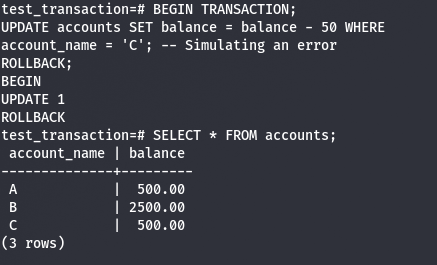 test_transaction=# BEGIN TRANSACTION;
UPDATE accounts SET balance = balance - 50 WHERE
account_name = 'C'; -- Simulating an error
ROLLBACK;
BEGIN
UPDATE 1
ROLLBACK
test_transaction=# SELECT * FROM accounts;
 account_name | balance
--------------+---------
 A            |  500.00
 B            | 2500.00
 C            |  500.00
(3 rows)